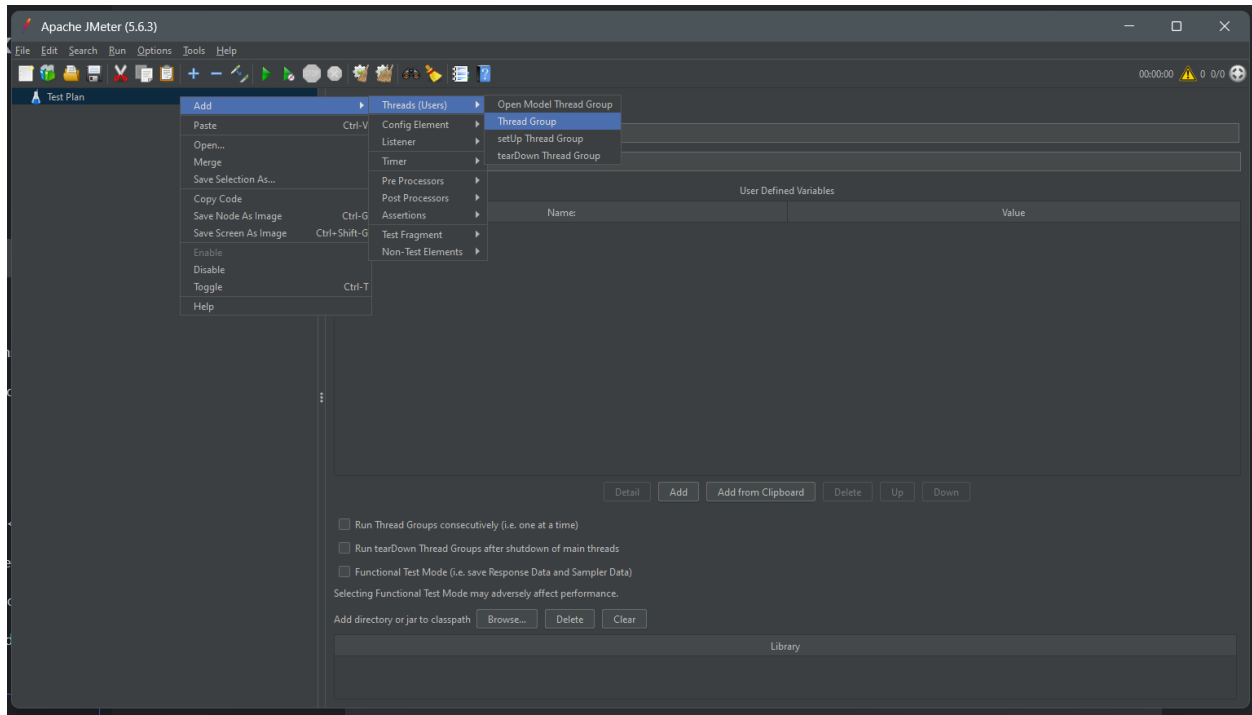 Apache JMeter (5.6.3)
File Edit Search Run Options Tools Help
00:00:00 0 0/0
Test Plan
Add
Paste Ctrl-V
Open...
Merge
Save Selection As...
Copy Code
Save Node As Image Ctrl-G
Save Screen As Image Ctrl+Shift-G
Enable
Disable
Toggle Ctrl-T
Help
Threads (Users)
Config Element
Listener
Timer
Pre Processors
Post Processors
Assertions
Test Fragment
Non-Test Elements
Open Model Thread Group
Thread Group
setUp Thread Group
tearDown Thread Group
User Defined Variables
Name: Value
Detail Add Add from Clipboard Delete Up Down
Run Thread Groups consecutively (i.e. one at a time)
Run tearDown Thread Groups after shutdown of main threads
Functional Test Mode (i.e. save Response Data and Sampler Data)
Selecting Functional Test Mode may adversely affect performance.
Add directory or jar to classpath Browse... Delete Clear
Library